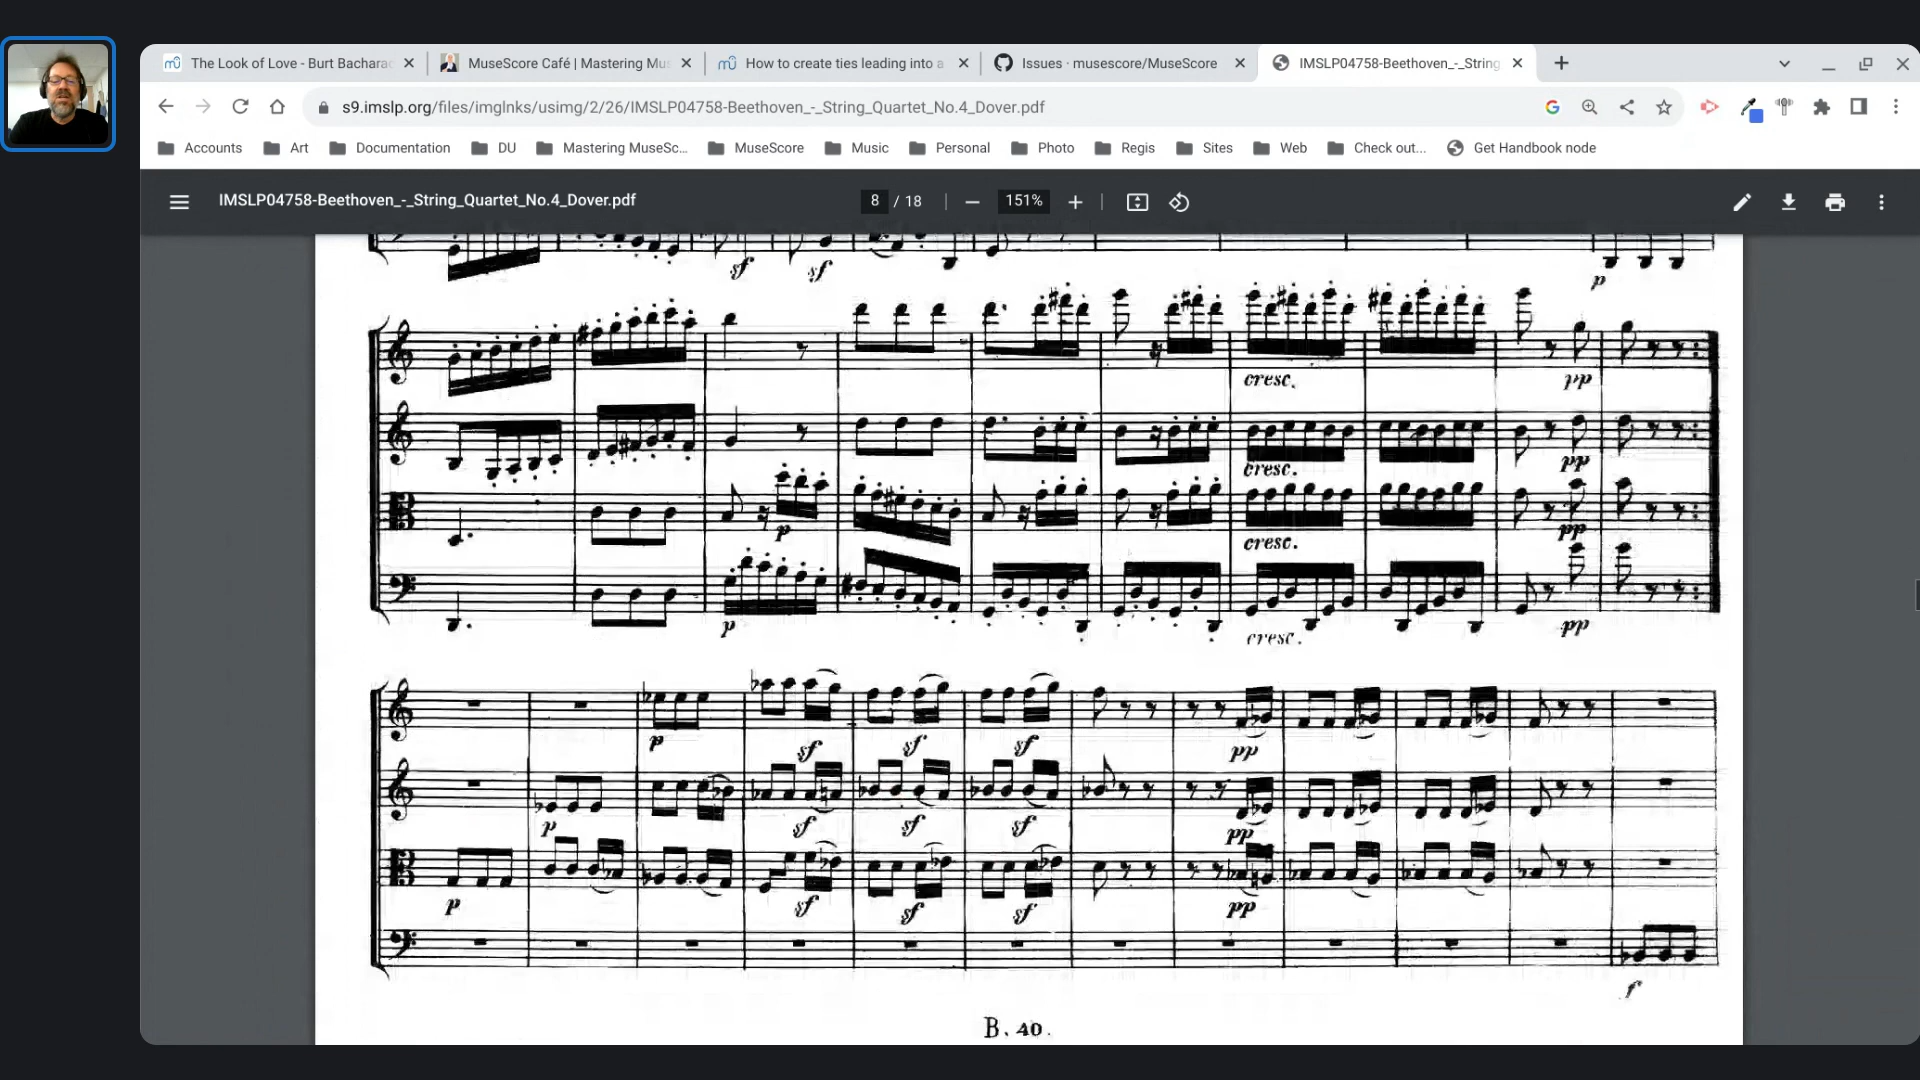 The Look of Love - Burt Bacharac
MuseScore Café | Mastering Mus
How to create ties leading into a
Issues · musescore/MuseScore
IMSLP04758-Beethoven_-_String
s9.imslp.org/files/imglnks/usimg/2/26/IMSLP04758-Beethoven_-_String_Quartet_No.4_Dover.pdf
Accounts Art Documentation DU Mastering MuseSc... MuseScore Music Personal Photo Regis Sites Web Check out... Get Handbook node
IMSLP04758-Beethoven_-_String_Quartet_No.4_Dover.pdf 8 / 18 151%
sf sf p
cresc. pp
cresc. pp
p cresc. pp
p cresc. pp
p sf sf sf pp
p sf sf sf pp
p sf sf sf pp
f
B. 40.